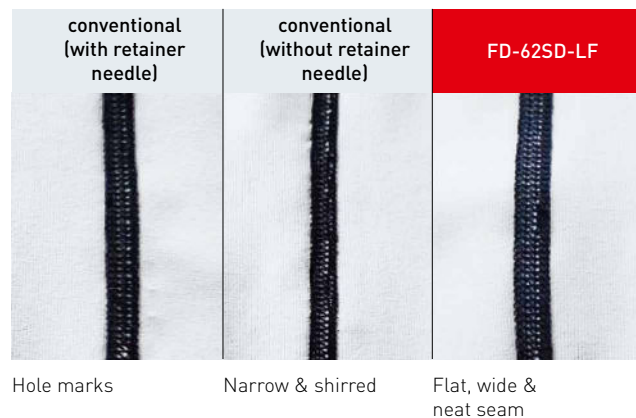 conventional
(with retainer
needle)
conventional
(without retainer
needle)
FD-62SD-LF
Hole marks
Narrow & shirred
Flat, wide &
neat seam